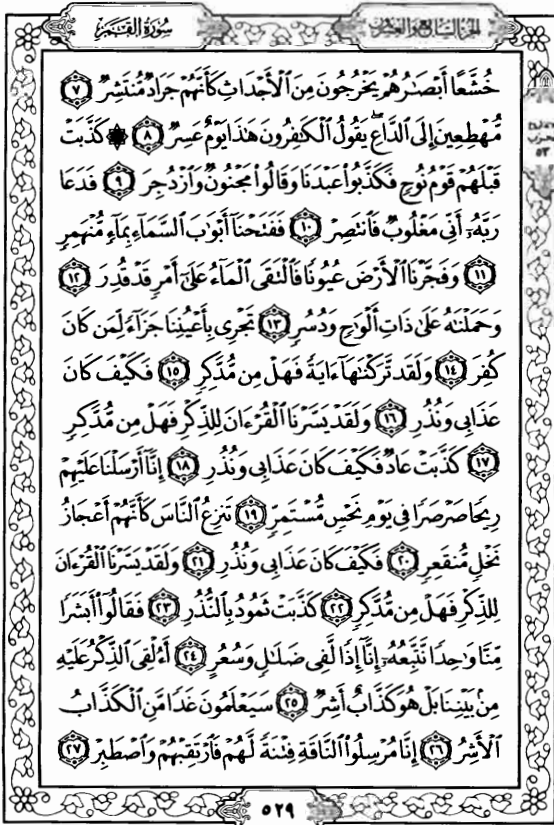 سُورَةُ القَمَرِ
الجزء السابع والعشرون
خُشَّعًا أَبْصَٰرُهُمْ يَخْرُجُونَ مِنَ ٱلْأَجْدَاثِ كَأَنَّهُمْ جَرَادٌ مُّنتَشِرٌ ٧
مُّهْطِعِينَ إِلَى ٱلدَّاعِ ۖ يَقُولُ ٱلْكَٰفِرُونَ هَٰذَا يَوْمٌ عَسِرٌ ٨ ۞ كَذَّبَتْ
قَبْلَهُمْ قَوْمُ نُوحٍ فَكَذَّبُوا۟ عَبْدَنَا وَقَالُوا۟ مَجْنُونٌ وَٱزْدُجِرَ ٩ فَدَعَا
رَبَّهُۥٓ أَنِّى مَغْلُوبٌ فَٱنتَصِرْ ١٠ فَفَتَحْنَآ أَبْوَٰبَ ٱلسَّمَآءِ بِمَآءٍ مُّنْهَمِرٍ
١١ وَفَجَّرْنَا ٱلْأَرْضَ عُيُونًا فَٱلْتَقَى ٱلْمَآءُ عَلَىٰٓ أَمْرٍ قَدْ قُدِرَ ١٢
وَحَمَلْنَٰهُ عَلَىٰ ذَاتِ أَلْوَٰحٍ وَدُسُرٍ ١٣ تَجْرِى بِأَعْيُنِنَا جَزَآءً لِّمَن كَانَ
كُفِرَ ١٤ وَلَقَد تَّرَكْنَٰهَآ ءَايَةً فَهَلْ مِن مُّدَّكِرٍ ١٥ فَكَيْفَ كَانَ
عَذَابِى وَنُذُرِ ١٦ وَلَقَدْ يَسَّرْنَا ٱلْقُرْءَانَ لِلذِّكْرِ فَهَلْ مِن مُّدَّكِرٍ
١٧ كَذَّبَتْ عَادٌ فَكَيْفَ كَانَ عَذَابِى وَنُذُرِ ١٨ إِنَّآ أَرْسَلْنَا عَلَيْهِمْ
رِيحًا صَرْصَرًا فِى يَوْمِ نَحْسٍ مُّسْتَمِرٍّ ١٩ تَنزِعُ ٱلنَّاسَ كَأَنَّهُمْ أَعْجَازُ
نَخْلٍ مُّنقَعِرٍ ٢٠ فَكَيْفَ كَانَ عَذَابِى وَنُذُرِ ٢١ وَلَقَدْ يَسَّرْنَا ٱلْقُرْءَانَ
لِلذِّكْرِ فَهَلْ مِن مُّدَّكِرٍ ٢٢ كَذَّبَتْ ثَمُودُ بِٱلنُّذُرِ ٢٣ فَقَالُوٓا۟ أَبَشَرًا
مِّنَّا وَٰحِدًا نَّتَّبِعُهُۥٓ إِنَّآ إِذًا لَّفِى ضَلَٰلٍ وَسُعُرٍ ٢٤ أَءُلْقِىَ ٱلذِّكْرُ عَلَيْهِ
مِنۢ بَيْنِنَا بَلْ هُوَ كَذَّابٌ أَشِرٌ ٢٥ سَيَعْلَمُونَ غَدًا مَّنِ ٱلْكَذَّابُ
ٱلْأَشِرُ ٢٦ إِنَّا مُرْسِلُوا۟ ٱلنَّاقَةِ فِتْنَةً لَّهُمْ فَٱرْتَقِبْهُمْ وَٱصْطَبِرْ ٢٧
٥٢٩